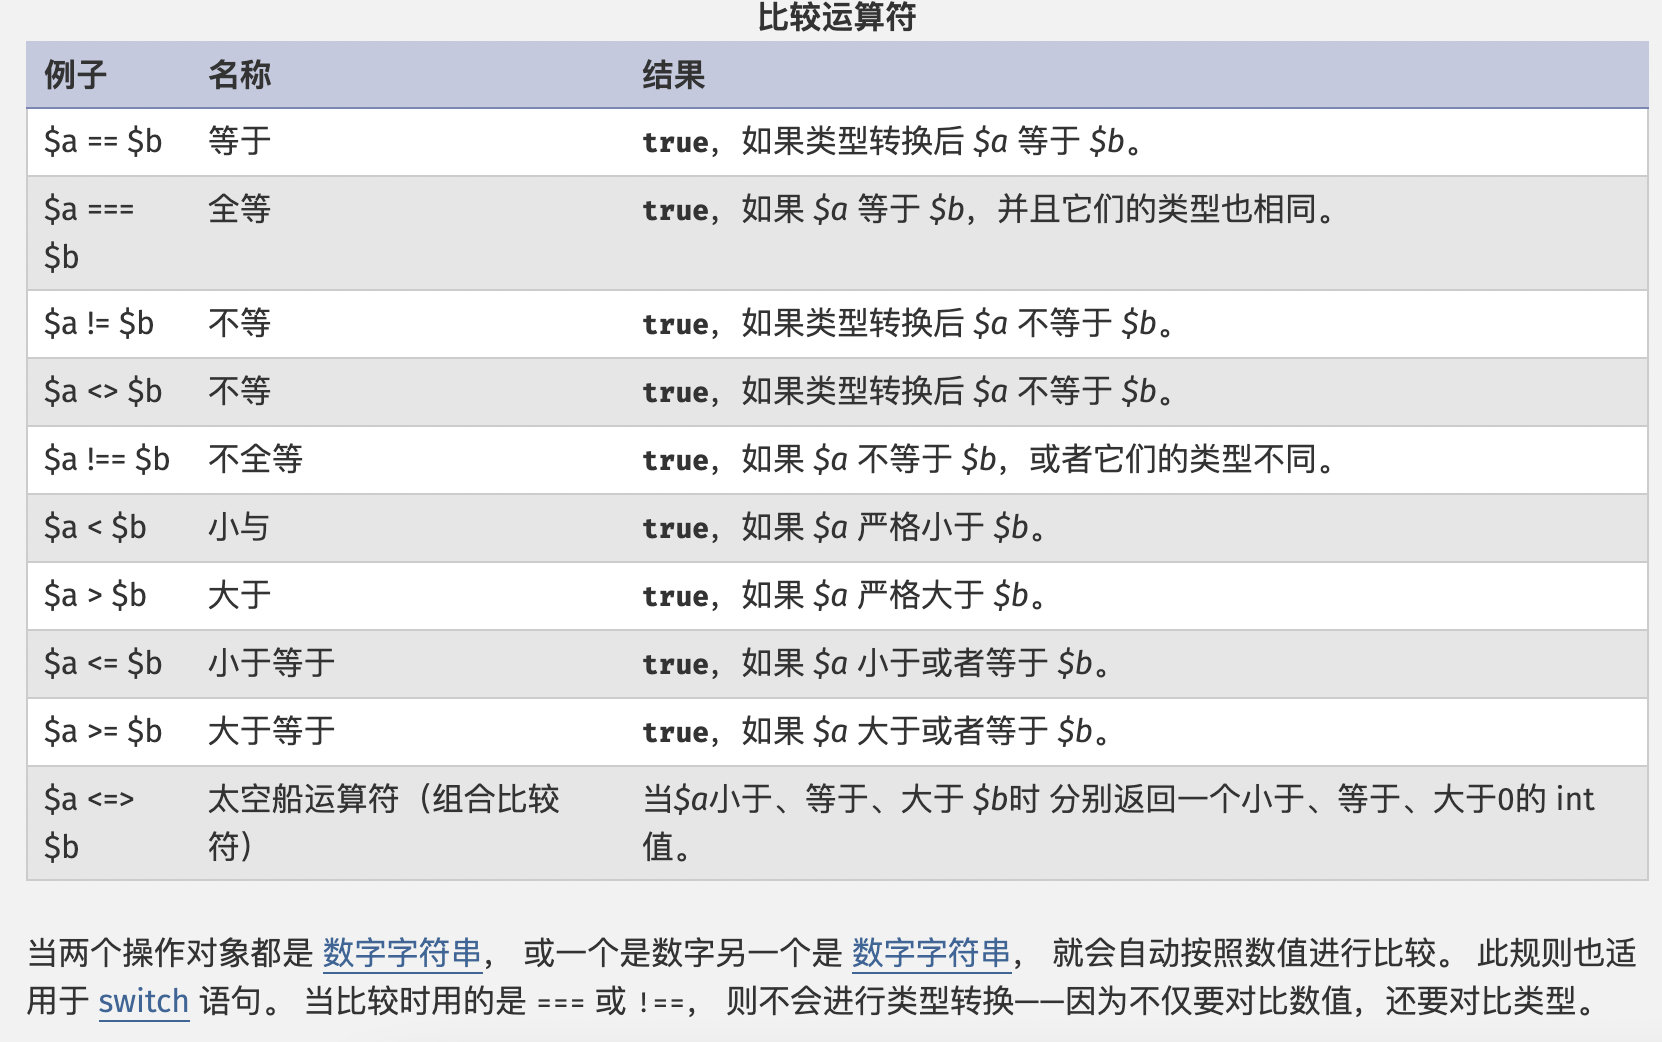 比较运算符
例子 名称 结果
$a == $b 等于 true，如果类型转换后 $a 等于 $b。
$a === 全等 true，如果 $a 等于 $b，并且它们的类型也相同。
$b
$a != $b 不等 true，如果类型转换后 $a 不等于 $b。
$a <> $b 不等 true，如果类型转换后 $a 不等于 $b。
$a !== $b 不全等 true，如果 $a 不等于 $b，或者它们的类型不同。
$a < $b 小与 true，如果 $a 严格小于 $b。
$a > $b 大于 true，如果 $a 严格大于 $b。
$a <= $b 小于等于 true，如果 $a 小于或者等于 $b。
$a >= $b 大于等于 true，如果 $a 大于或者等于 $b。
$a <=> 太空船运算符（组合比较 当$a小于、等于、大于 $b时 分别返回一个小于、等于、大于0的 int
$b 符） 值。
当两个操作对象都是 数字字符串， 或一个是数字另一个是 数字字符串， 就会自动按照数值进行比较。 此规则也适
用于 switch 语句。 当比较时用的是 === 或 !==， 则不会进行类型转换——因为不仅要对比数值，还要对比类型。